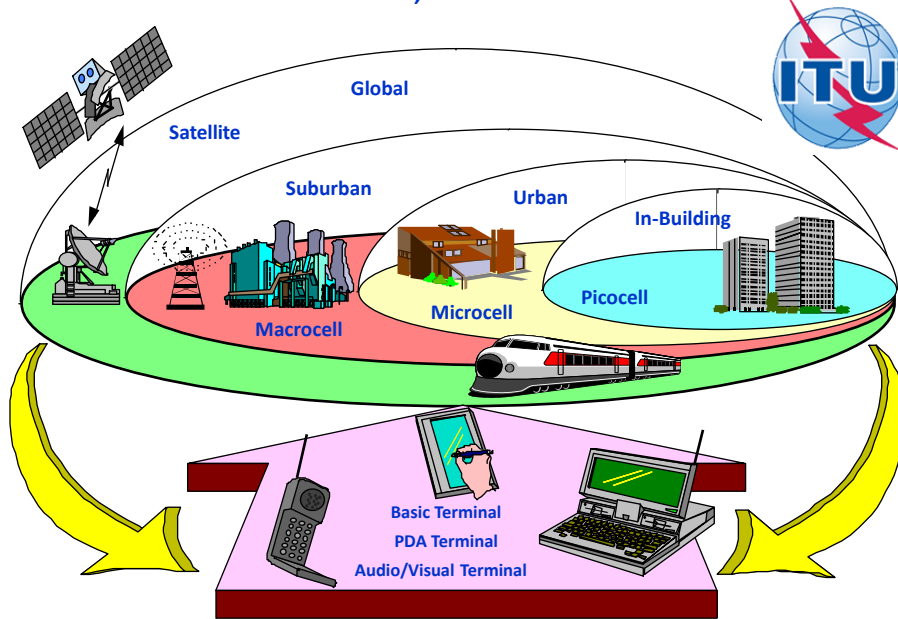 Global
Satellite
Suburban
Urban
In-Building
Picocell
Microcell
Macrocell
Basic Terminal
PDA Terminal
Audio/Visual Terminal
ITU